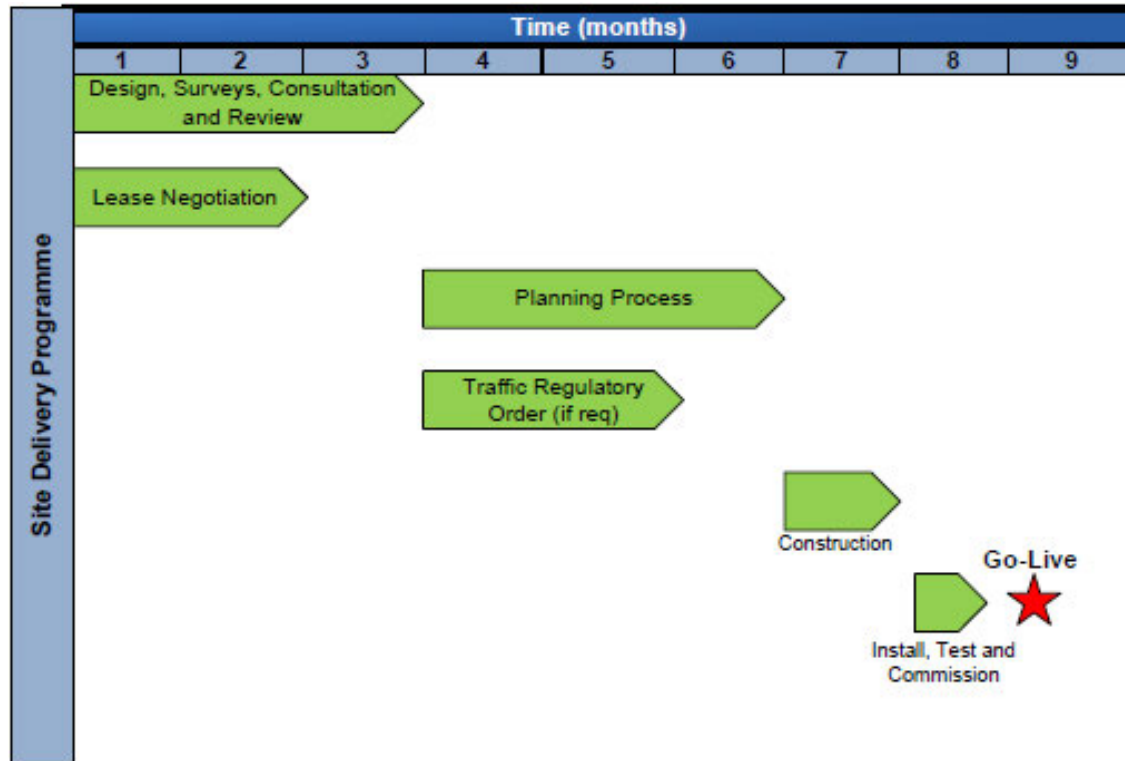 Time (months)
1 2 3 4 5 6 7 8 9
Site Delivery Programme
Design, Surveys, Consultation
and Review
Lease Negotiation
Planning Process
Traffic Regulatory
Order (if req)
Construction
Go-Live
Install, Test and
Commission